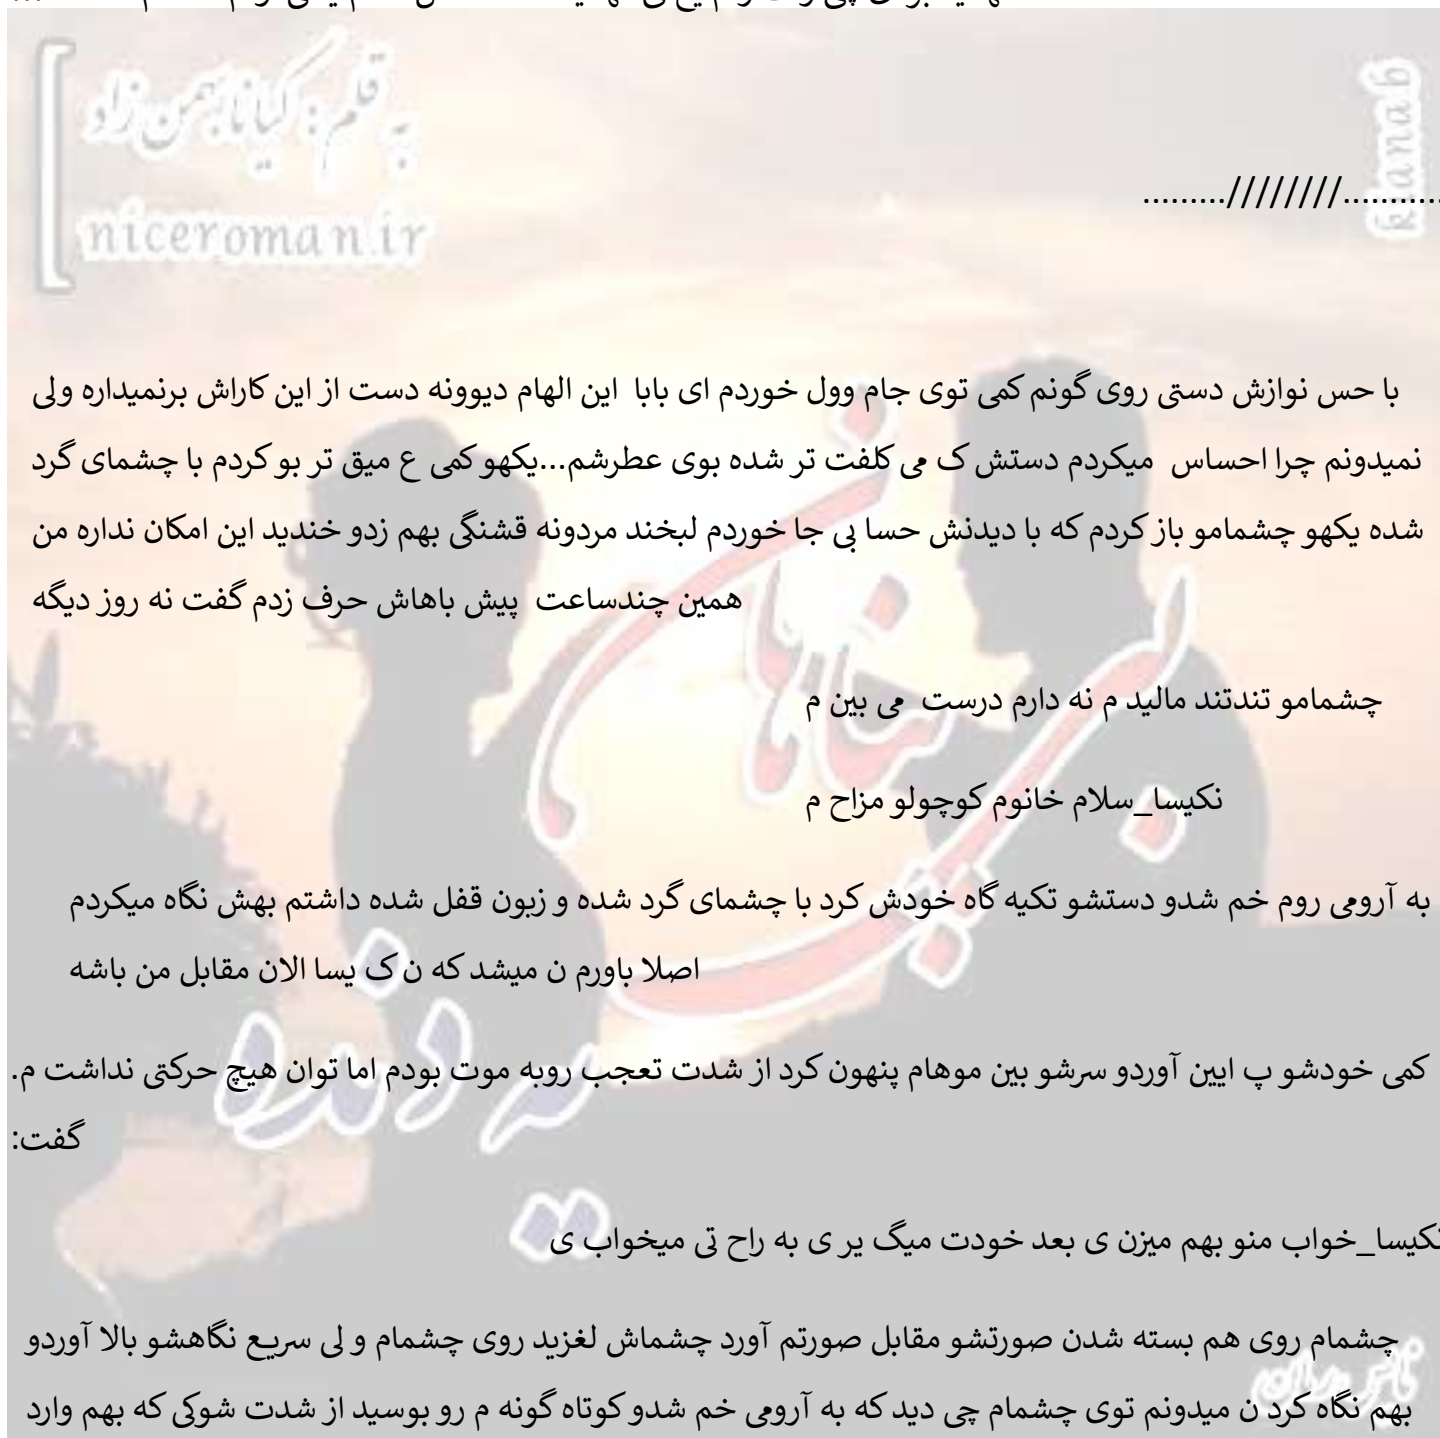 به قلم: کیانا بهمن زاد
niceroman.ir
kianab
.........////////...........
با حس نوازش دستی روی گونم کمی توی جام وول خوردم ای بابا این الهام دیوونه دست از این کاراش برنمیداره ولی
نمیدونم چرا احساس میکردم دستش ک می کلفت تر شده بوی عطرشم...یکهو کمی ع میق تر بو کردم با چشمای گرد
شده یکهو چشمامو باز کردم که با دیدنش حسا بی جا خوردم لبخند مردونه قشنگی بهم زدو خندید این امکان نداره من
همین چندساعت پیش باهاش حرف زدم گفت نه روز دیگه
چشمامو تندتند مالید م نه دارم درست می بین م
نکیسا_سلام خانوم کوچولو مزاح م
به آرومی روم خم شدو دستشو تکیه گاه خودش کرد با چشمای گرد شده و زبون قفل شده داشتم بهش نگاه میکردم
اصلا باورم ن میشد که ن ک یسا الان مقابل من باشه
کمی خودشو پ ایین آوردو سرشو بین موهام پنهون کرد از شدت تعجب روبه موت بودم اما توان هیچ حرکتی نداشت م.
گفت:
نکیسا_خواب منو بهم میزن ی بعد خودت میگ یر ی به راح تی میخواب ی
چشمام روی هم بسته شدن صورتشو مقابل صورتم آورد چشماش لغزید روی چشمام و لی سریع نگاهشو بالا آوردو
بهم نگاه کرد ن میدونم توی چشمام چی دید که به آرومی خم شدو کوتاه گونه م رو بوسید از شدت شوکی که بهم وارد